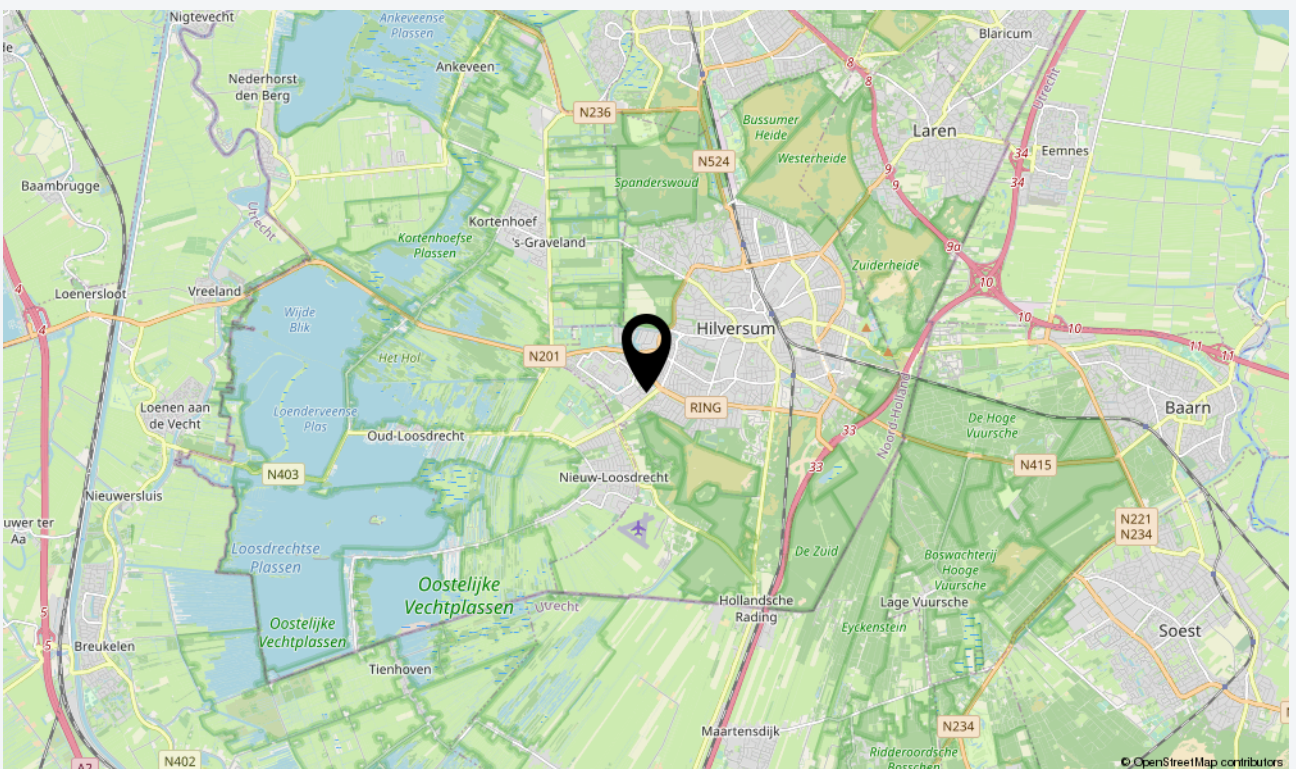 Nigtevecht
Ankeveense
Plassen
Blaricum
Ankeveen
8
8
Nederhorst
den Berg
Utrecht
N236
Bussumer
Heide
Laren
Westerheide
N524
34
Eemnes
Spanderswoud
9
9
34
Baambrugge
Utrecht
Kortenhoef
's-Graveland
Kortenhoefse
Plassen
9a
Zuiderheide
10
4
Loenersloot
Vreeland
Wijde
Blik
4
Hilversum
10
10
11
11
Het Hol
N201
Loenen aan
de Vecht
Loenderveense
Plas
RING
Noord-Holland
Baarn
De Hoge
Vuursche
Oud-Loosdrecht
33
33
N415
N403
Nieuw-Loosdrecht
Nieuwersluis
uwer ter
Aa
N221
N234
Loosdrechtse
Plassen
De Zuid
Boswachterij
Hooge
Vuursche
Oostelijke
Vechtplassen
Utrecht
Hollandsche
Rading
Lage Vuursche
5
5
Oostelijke
Vechtplassen
Eyckenstein
Soest
Breukelen
Tienhoven
N234
Maartensdijk
Ridderoordsche
Bosschen
N402
A2
© OpenStreetMap contributors